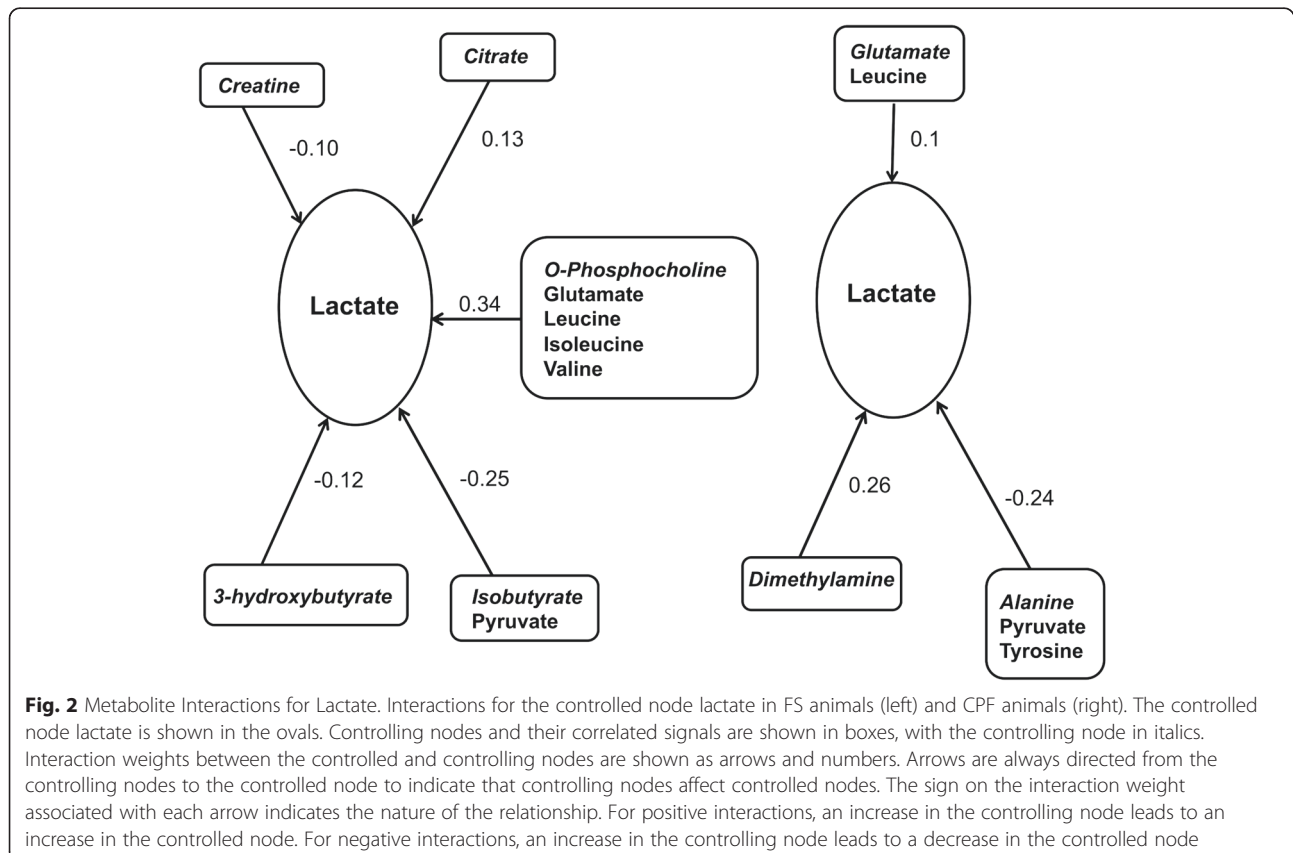 Citrate
Creatine
-0.10
0.13
Lactate
0.34
O-Phosphocholine
Glutamate
Leucine
Isoleucine
Valine
-0.12
-0.25
3-hydroxybutyrate
Isobutyrate
Pyruvate
Glutamate
Leucine
0.1
Lactate
0.26
-0.24
Dimethylamine
Alanine
Pyruvate
Tyrosine
Fig. 2 Metabolite Interactions for Lactate. Interactions for the controlled node lactate in FS animals (left) and CPF animals (right). The controlled
node lactate is shown in the ovals. Controlling nodes and their correlated signals are shown in boxes, with the controlling node in italics.
Interaction weights between the controlled and controlling nodes are shown as arrows and numbers. Arrows are always directed from the
controlling nodes to the controlled node to indicate that controlling nodes affect controlled nodes. The sign on the interaction weight
associated with each arrow indicates the nature of the relationship. For positive interactions, an increase in the controlling node leads to an
increase in the controlled node. For negative interactions, an increase in the controlling node leads to a decrease in the controlled node